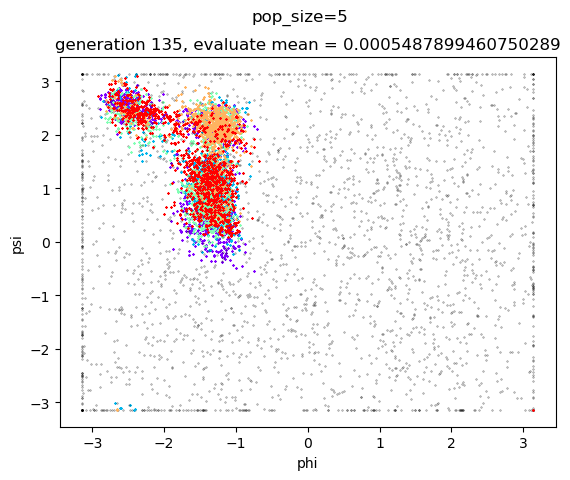 pop_size=5
generation 135, evaluate mean = 0.0005487899460750289
3
2
1
0
−1
−2
−3
psi
−3 −2 −1 0 1 2 3
phi